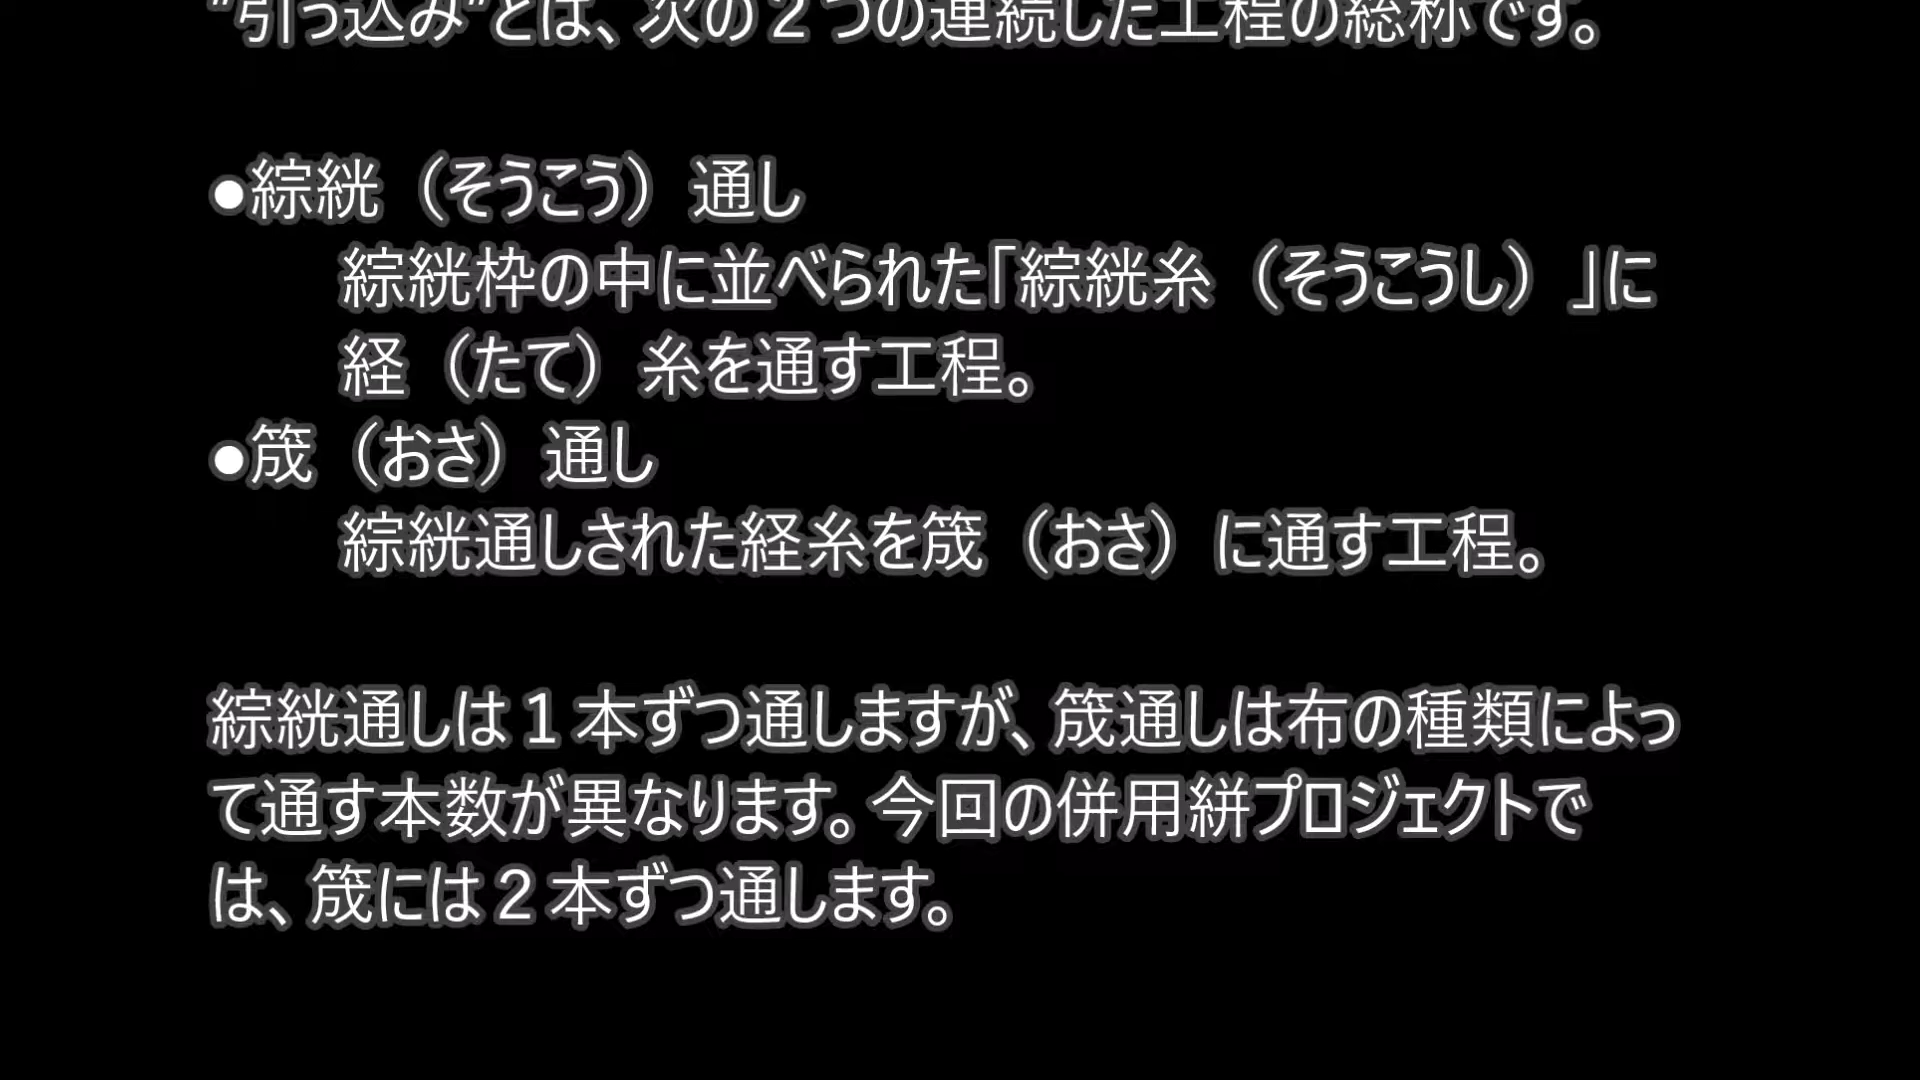 ”引っ込み”とは、次の２つの連続した工程の総称です。
●綜絖（そうこう）通し
綜絖枠の中に並べられた「綜絖糸（そうこうし）」に
経（たて）糸を通す工程。
●筬（おさ）通し
綜絖通しされた経糸を筬（おさ）に通す工程。
綜絖通しは１本ずつ通しますが、筬通しは布の種類によっ
て通す本数が異なります。今回の併用絣プロジェクトで
は、筬には２本ずつ通します。